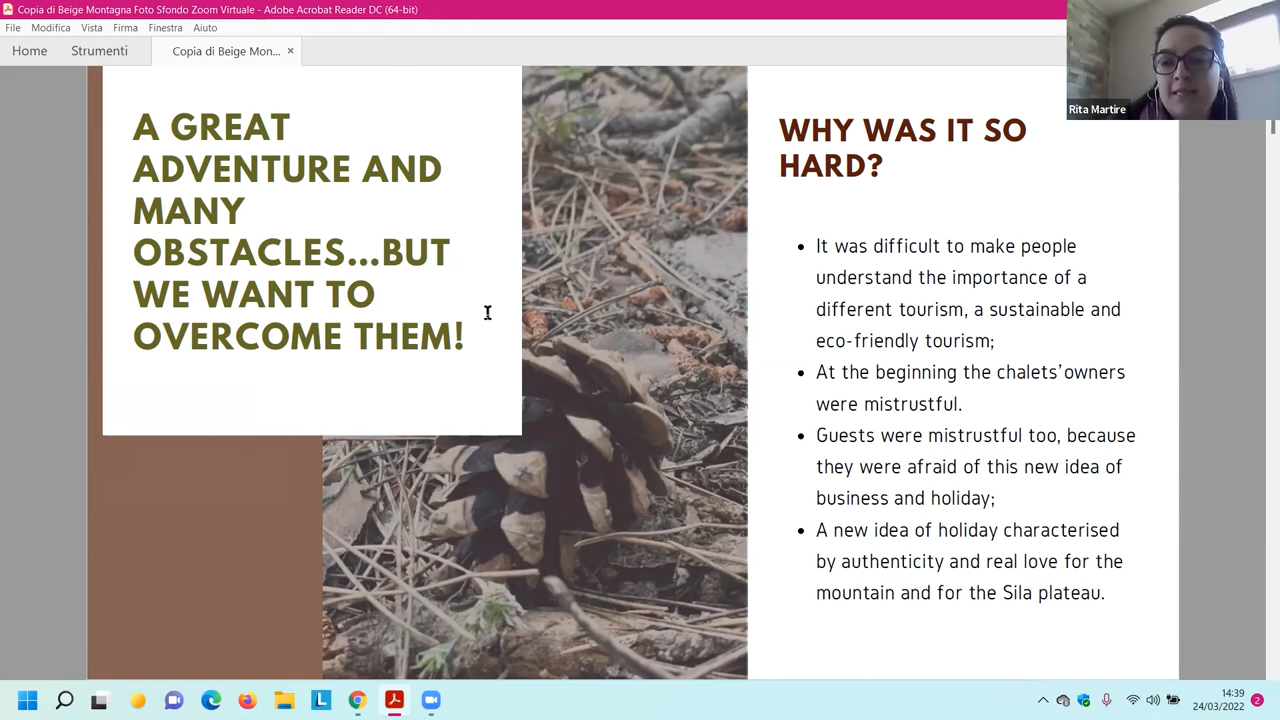 Copia di Beige Montagna Foto Sfondo Zoom Virtuale - Adobe Acrobat Reader DC (64-bit)
File Modifica Vista Firma Finestra Aiuto
Home Strumenti Copia di Beige Mon... ×
Rita Martire
A GREAT
ADVENTURE AND
MANY
OBSTACLES...BUT
WE WANT TO
OVERCOME THEM!
WHY WAS IT SO
HARD?
• It was difficult to make people
understand the importance of a
different tourism, a sustainable and
eco-friendly tourism;
• At the beginning the chalets'owners
were mistrustful.
• Guests were mistrustful too, because
they were afraid of this new idea of
business and holiday;
• A new idea of holiday characterised
by authenticity and real love for the
mountain and for the Sila plateau.
L
14:39
24/03/2022
2